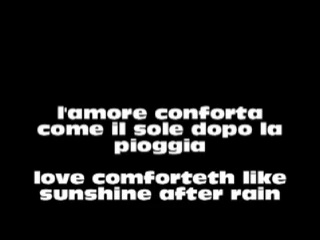 l'amore conforta
come il sole dopo la
pioggia
love comforteth like
sunshine after rain